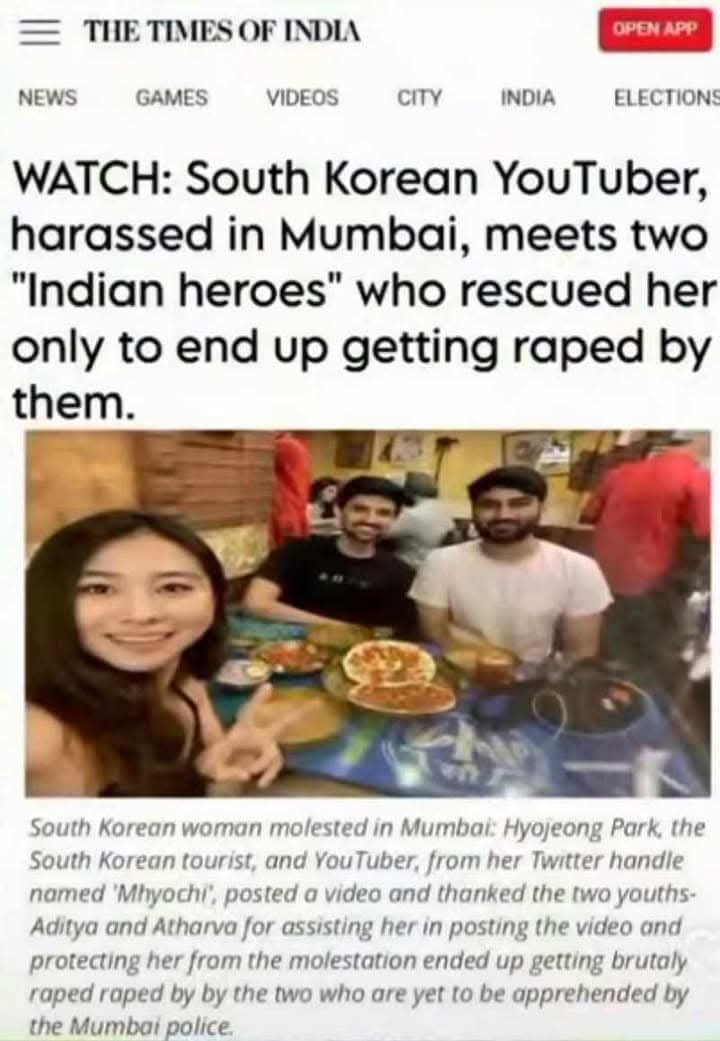 THE TIMES OF INDIA
OPEN APP
NEWS GAMES VIDEOS CITY INDIA ELECTIONS
WATCH: South Korean YouTuber,
harassed in Mumbai, meets two
"Indian heroes" who rescued her
only to end up getting raped by
them.
South Korean woman molested in Mumbai: Hyojeong Park, the
South Korean tourist, and YouTuber, from her Twitter handle
named 'Mhyochi', posted a video and thanked the two youths-
Aditya and Atharva for assisting her in posting the video and
protecting her from the molestation ended up getting brutaly
raped raped by by the two who are yet to be apprehended by
the Mumbai police.